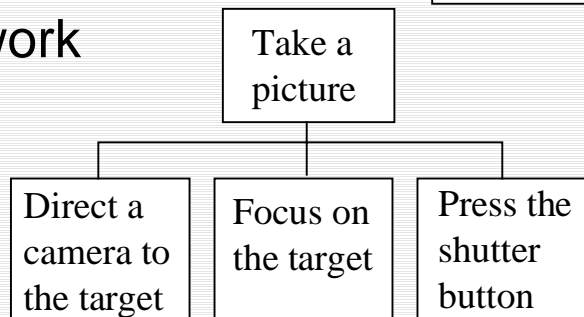 Take a
picture
Direct a
camera to
the target
Focus on
the target
Press the
shutter
button